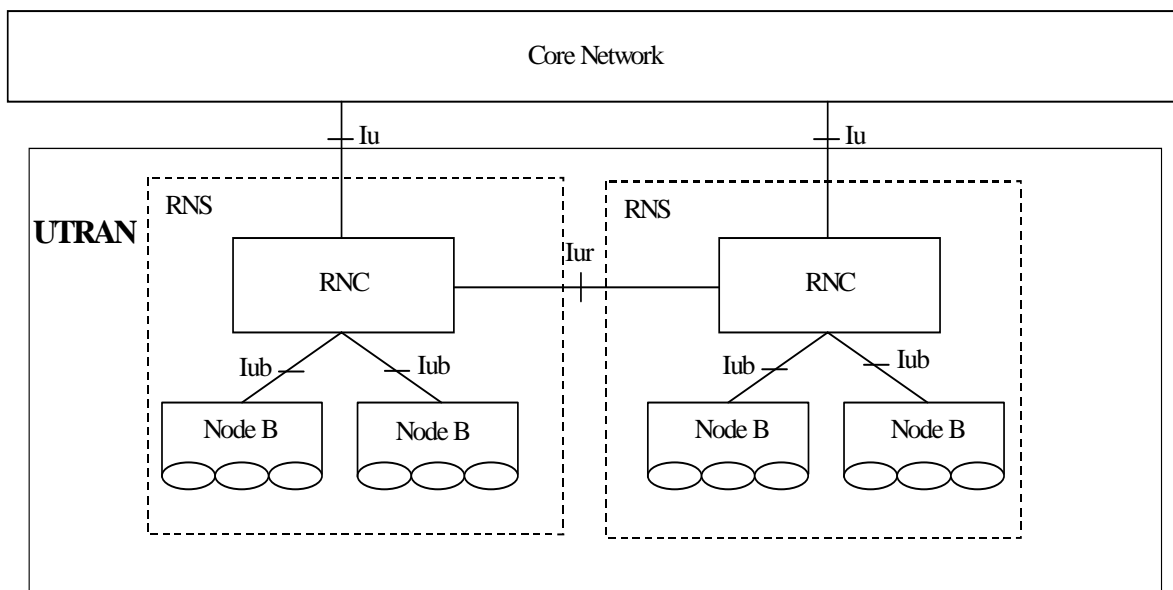 Core Network
Iu
Iu
RNS
RNS
UTRAN
Iur
RNC
RNC
Iub
Iub
Iub
Iub
Node B
Node B
Node B
Node B